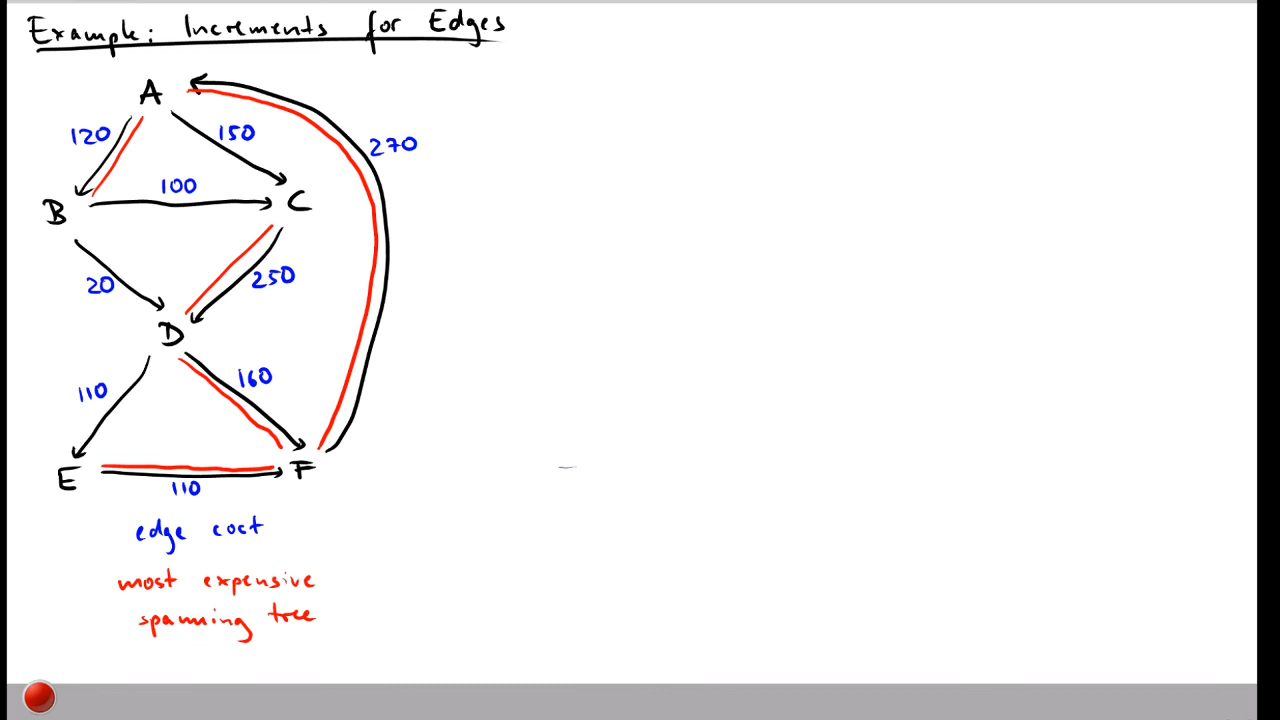 Example: Increments for Edges
A
120
150
270
B
100
C
20
250
D
110
160
E
110
F
edge cost
most expensive
spanning tree